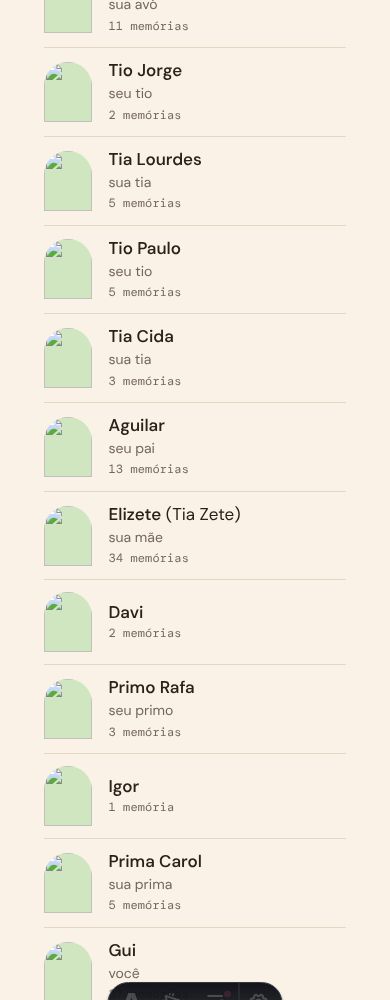 sua avó
11 memórias
Tio Jorge
seu tio
2 memórias
Tia Lourdes
sua tia
5 memórias
Tio Paulo
seu tio
5 memórias
Tia Cida
sua tia
3 memórias
Aguilar
seu pai
13 memórias
Elizete (Tia Zete)
sua mãe
34 memórias
Davi
2 memórias
Primo Rafa
seu primo
3 memórias
Igor
1 memória
Prima Carol
sua prima
5 memórias
Gui
você